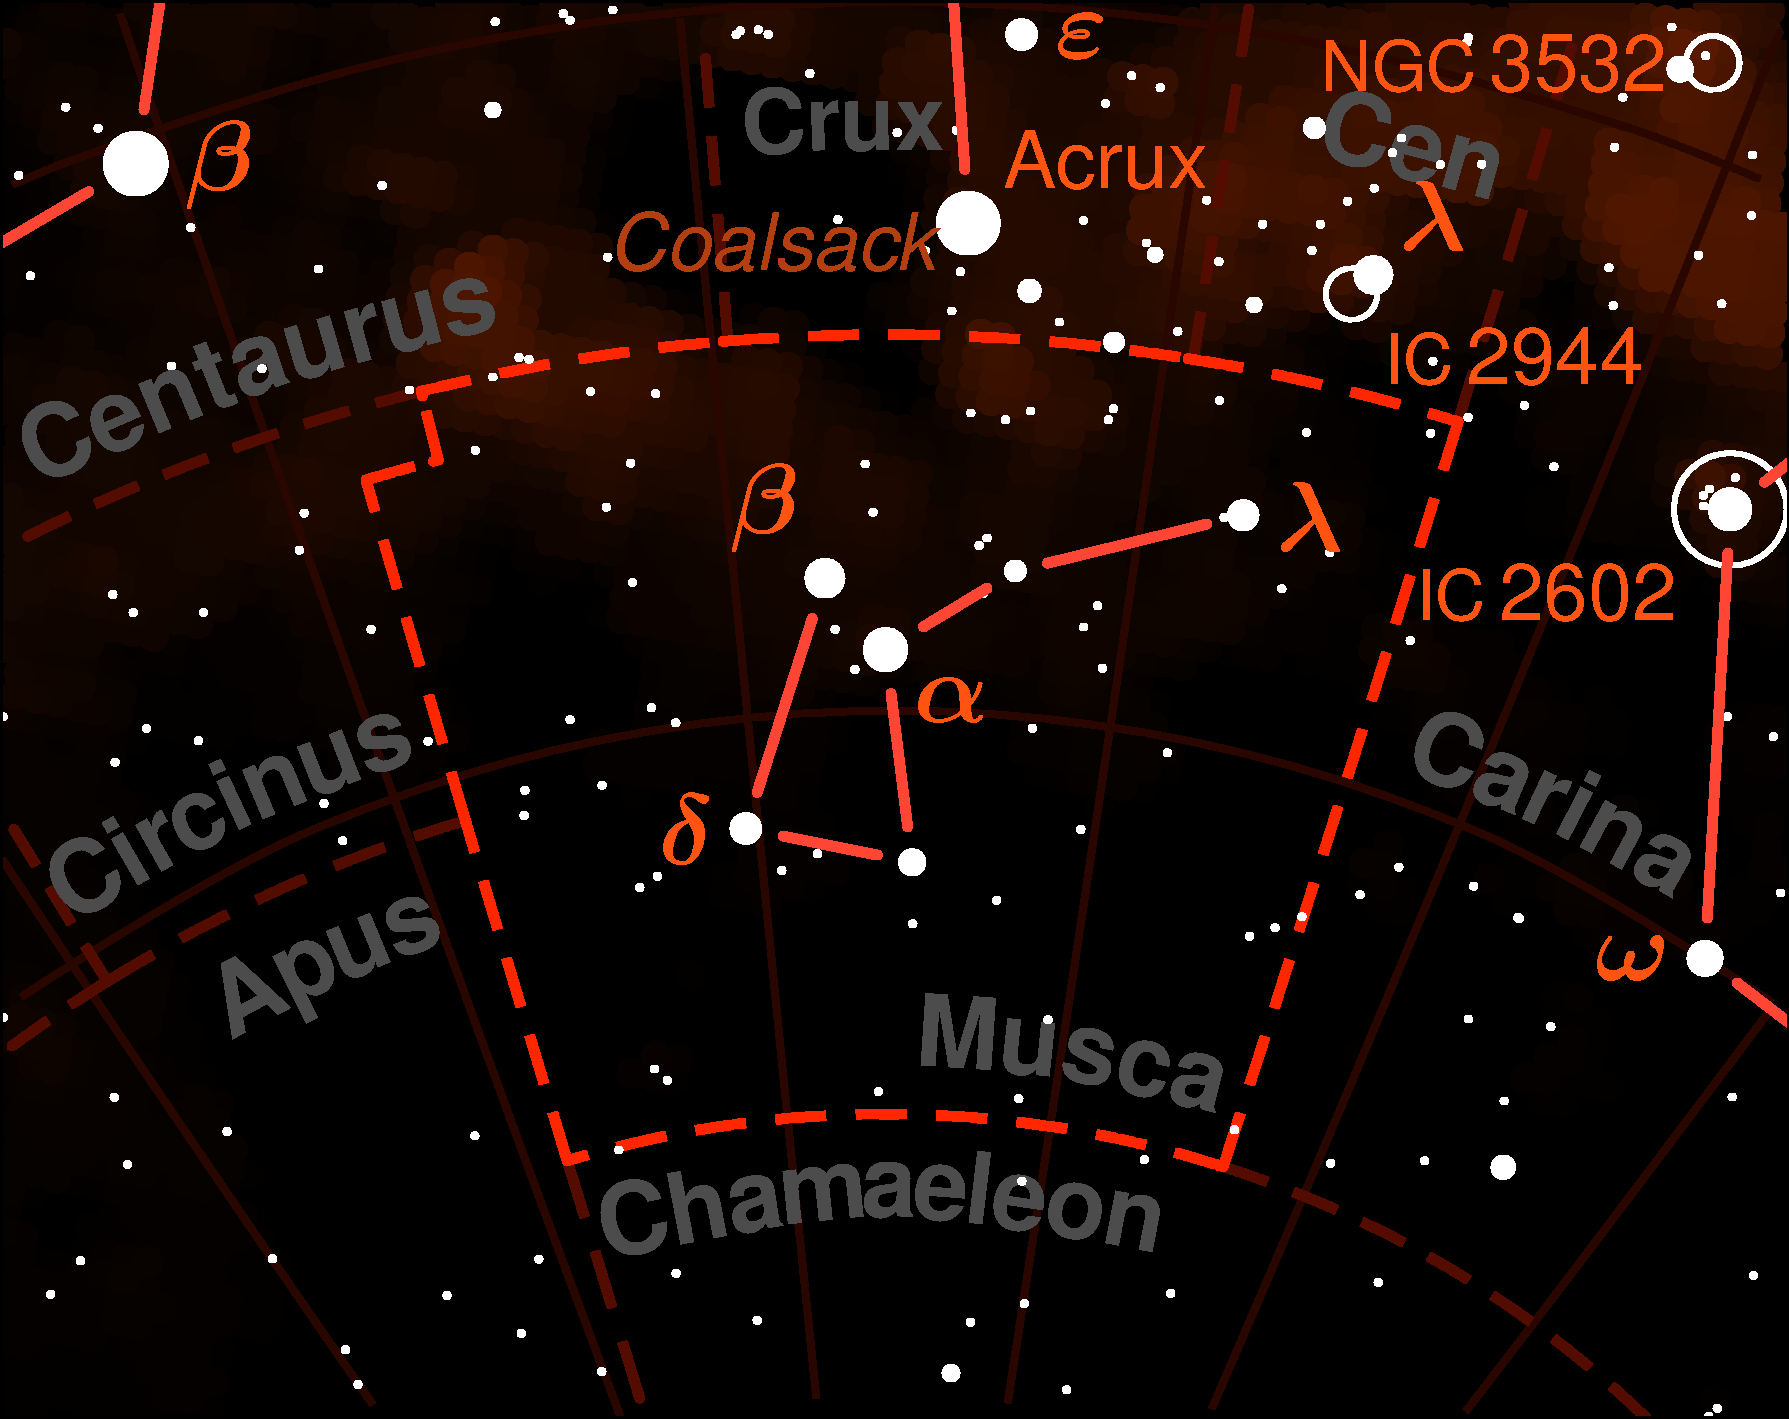 ε
NGC 3532
Crux
Cen
β
Acrux
λ
Coalsack
Centaurus
IC 2944
β
λ
IC 2602
α
Circinus
Carina
δ
Apus
ω
Musca
Chamaeleon